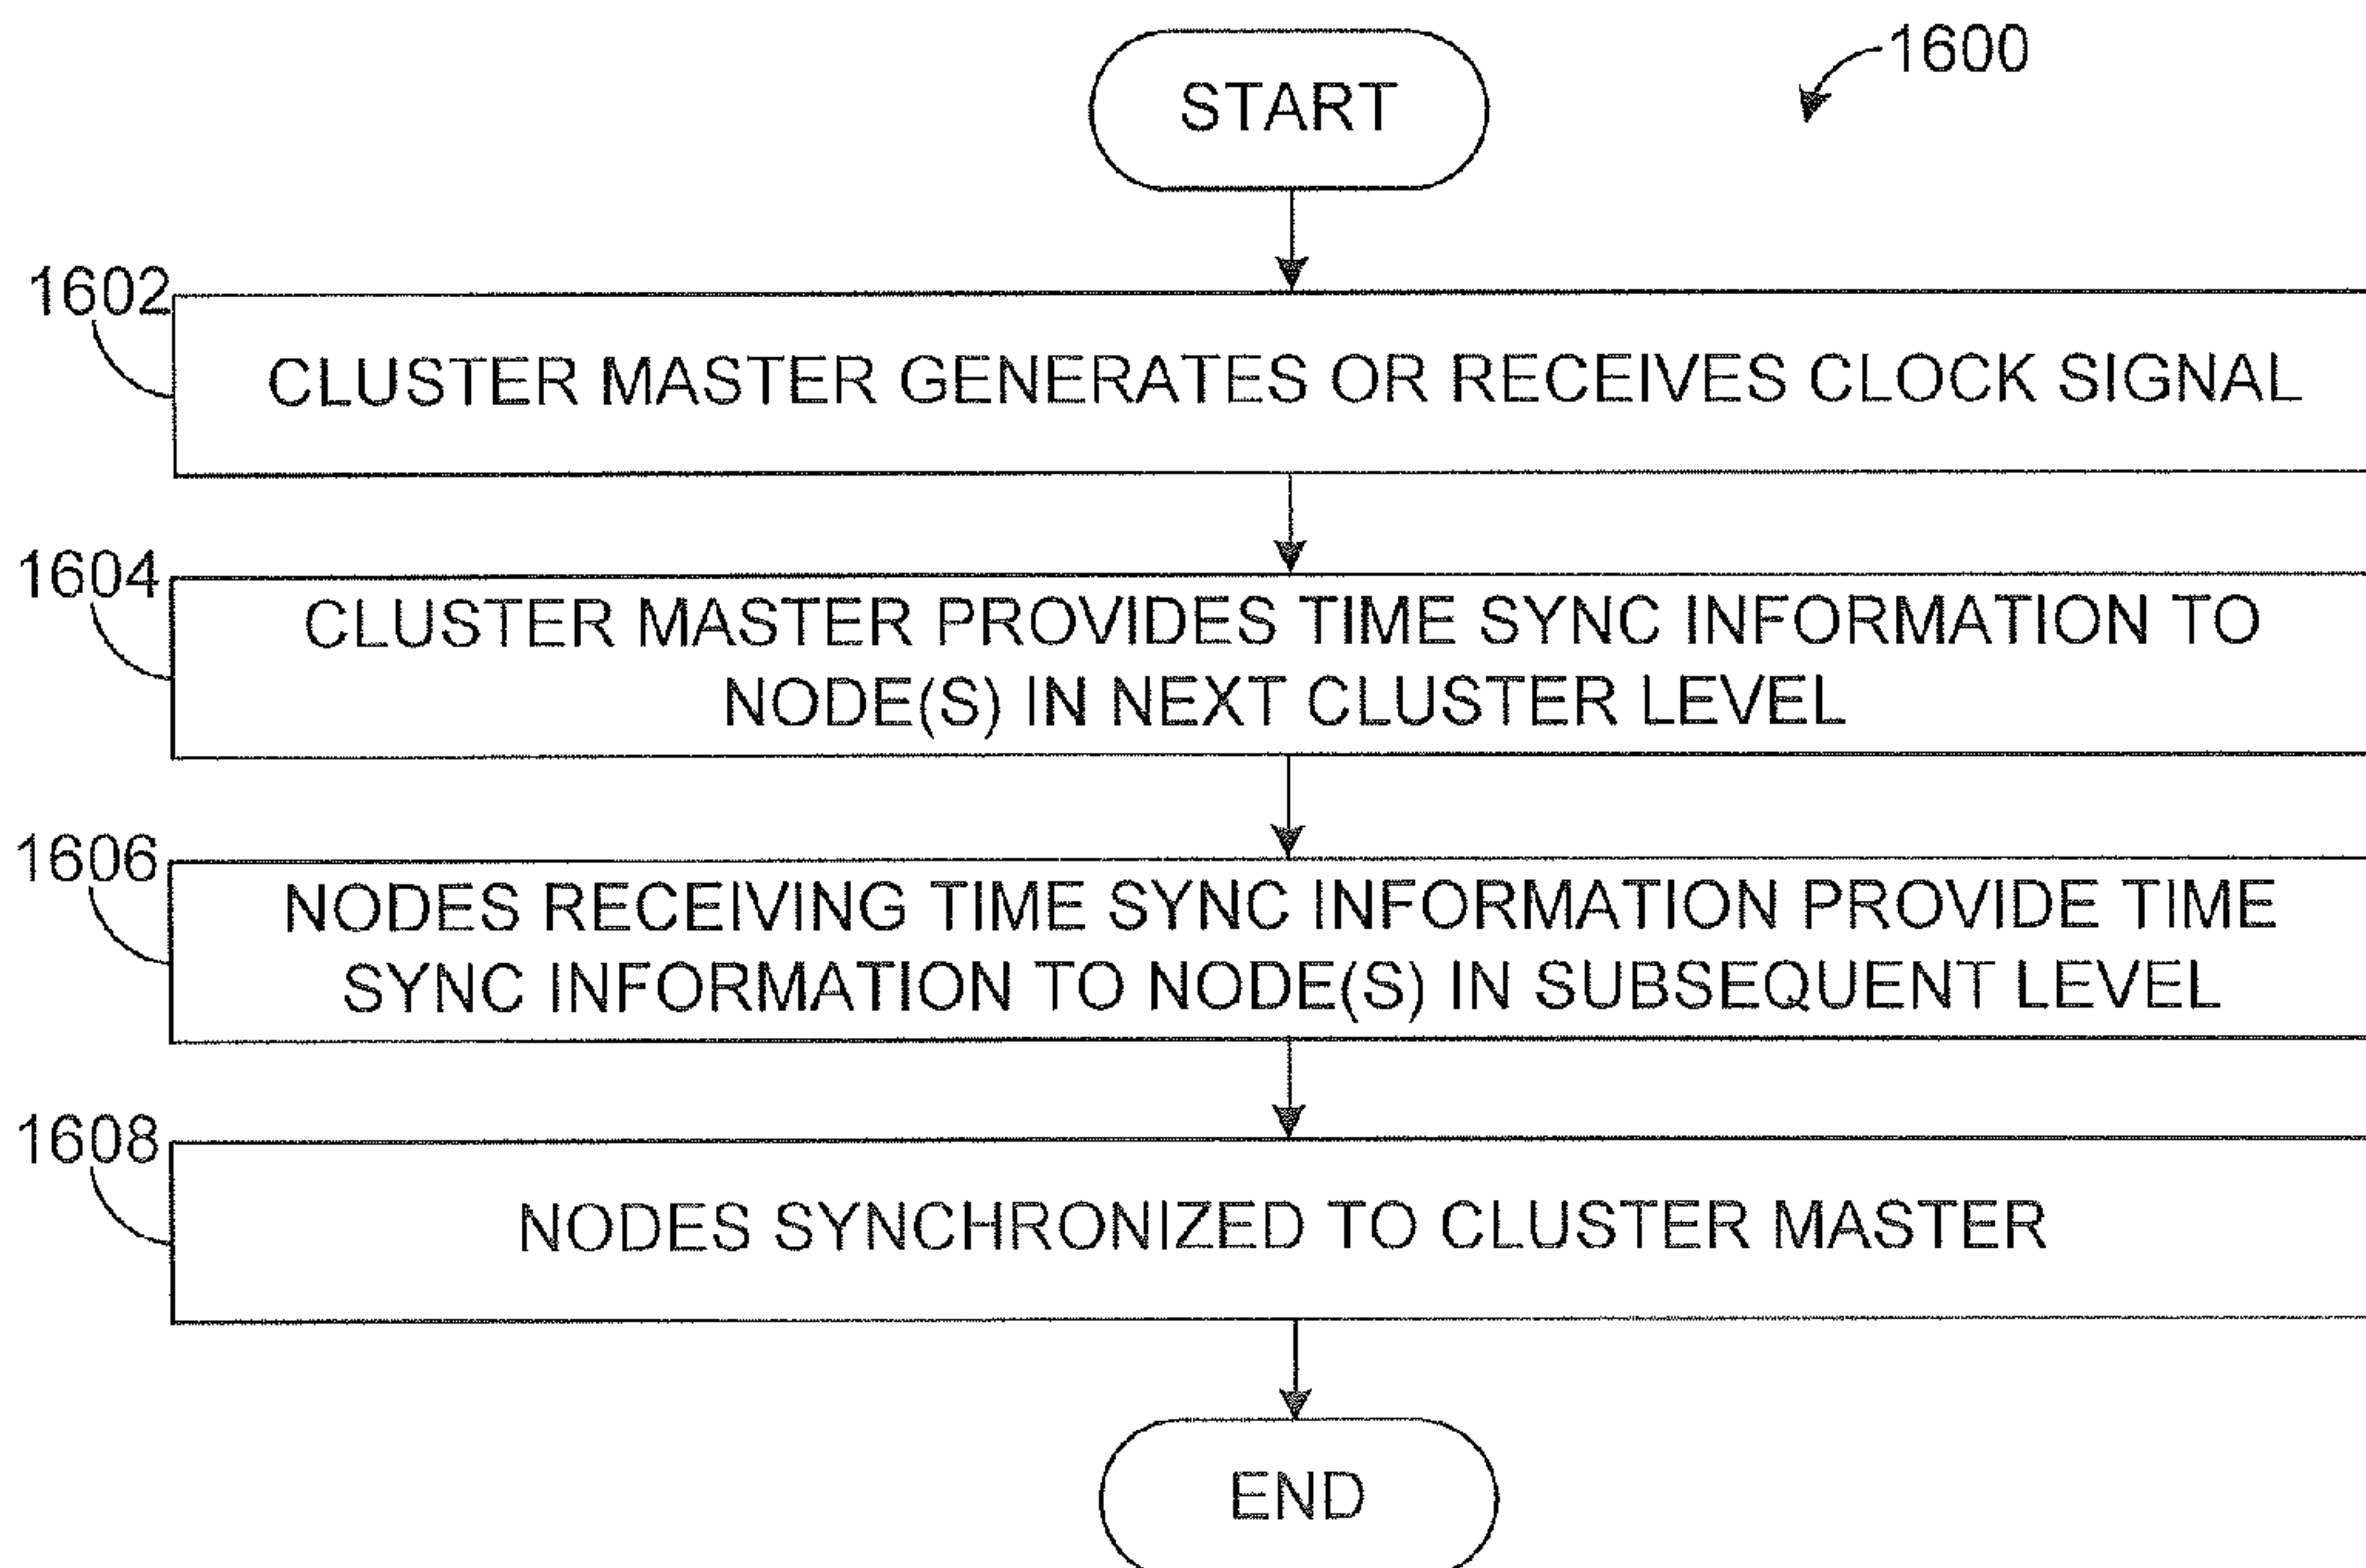 START
1600
1602
CLUSTER MASTER GENERATES OR RECEIVES CLOCK SIGNAL
1604
CLUSTER MASTER PROVIDES TIME SYNC INFORMATION TO
NODE(S) IN NEXT CLUSTER LEVEL
1606
NODES RECEIVING TIME SYNC INFORMATION PROVIDE TIME
SYNC INFORMATION TO NODE(S) IN SUBSEQUENT LEVEL
1608
NODES SYNCHRONIZED TO CLUSTER MASTER
END